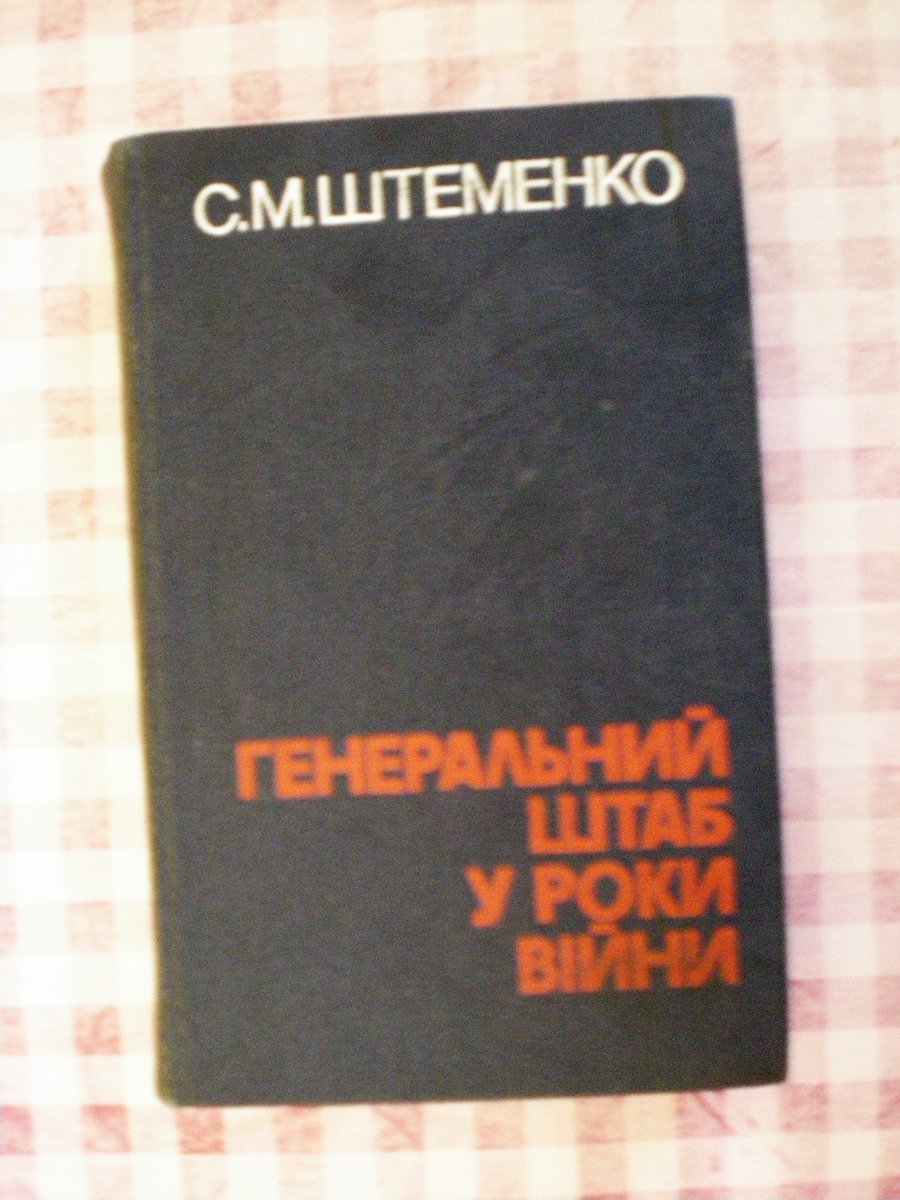 С.М.ШТЕМЕНКО
ГЕНЕРАЛЬНИЙ
ШТАБ
У РОКИ
ВІЙНИ